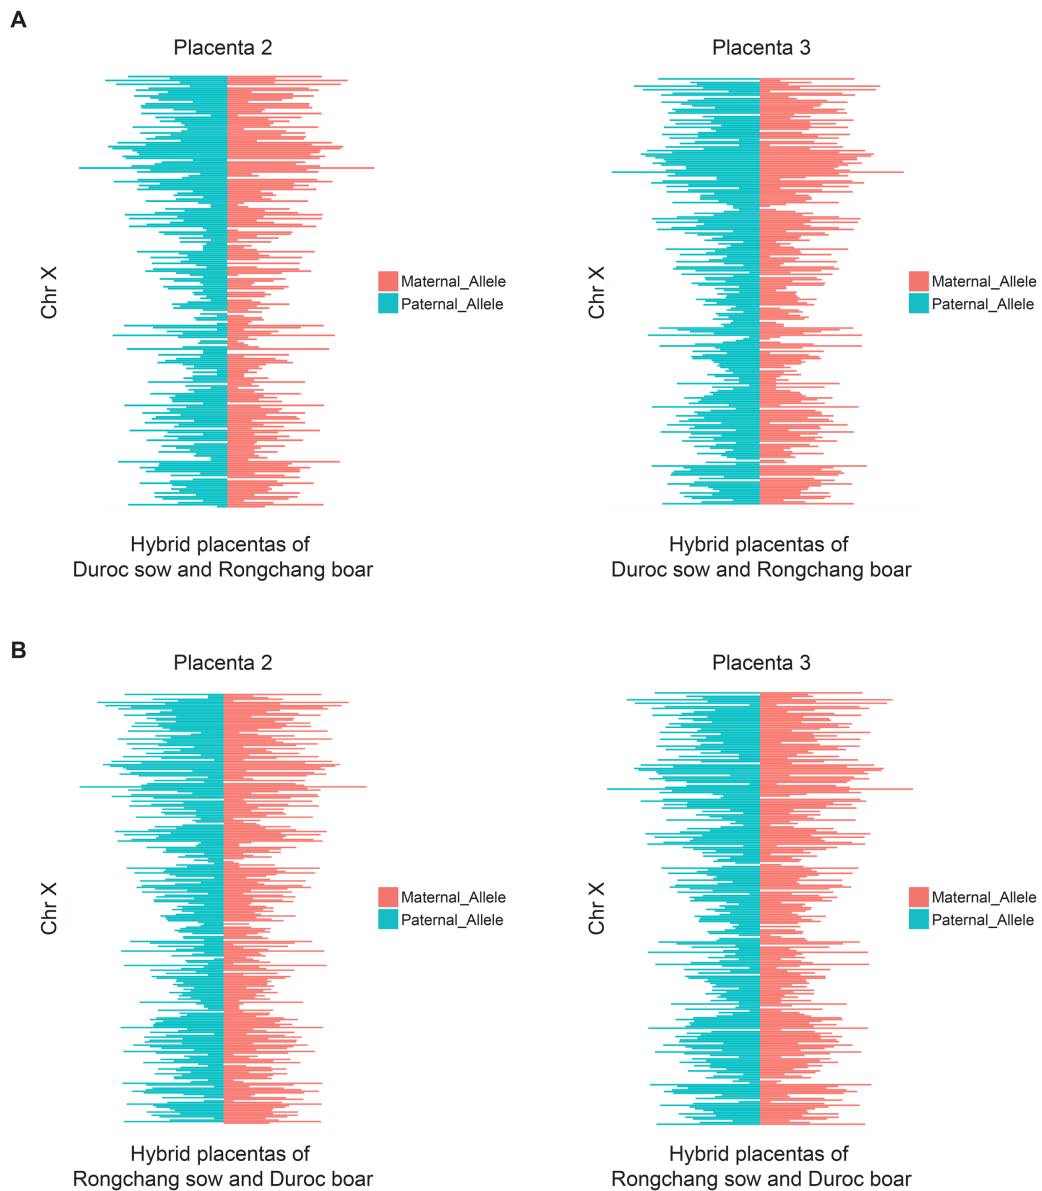 A
Placenta 2
Placenta 3
Chr X
Maternal_Allele
Paternal_Allele
Chr X
Maternal_Allele
Paternal_Allele
Hybrid placentas of
Duroc sow and Rongchang boar
Hybrid placentas of
Duroc sow and Rongchang boar
B
Placenta 2
Placenta 3
Chr X
Maternal_Allele
Paternal_Allele
Chr X
Maternal_Allele
Paternal_Allele
Hybrid placentas of
Rongchang sow and Duroc boar
Hybrid placentas of
Rongchang sow and Duroc boar